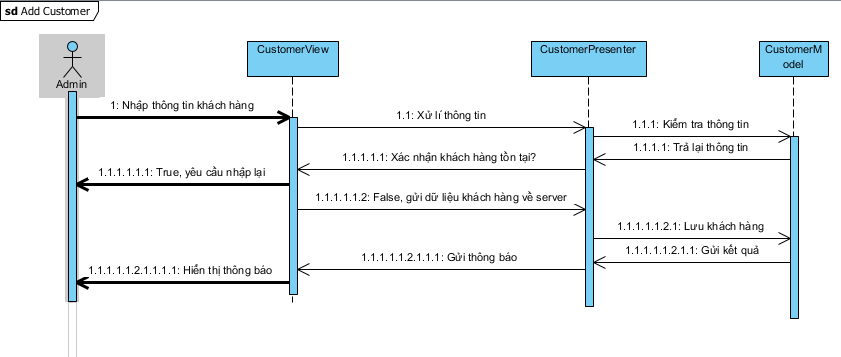 sd Add Customer
CustomerView
CustomerPresenter
CustomerM
odel
Admin
1: Nhập thông tin khách hàng
1.1: Xử lí thông tin
1.1.1: Kiểm tra thông tin
1.1.1.1: Trả lại thông tin
1.1.1.1.1: Xác nhận khách hàng tồn tại?
1.1.1.1.1.1: True, yêu cầu nhập lại
1.1.1.1.1.2: False, gửi dữ liệu khách hàng về server
1.1.1.1.1.2.1: Lưu khách hàng
1.1.1.1.1.2.1.1: Gửi kết quả
1.1.1.1.1.2.1.1.1: Gửi thông báo
1.1.1.1.1.2.1.1.1.1: Hiển thị thông báo